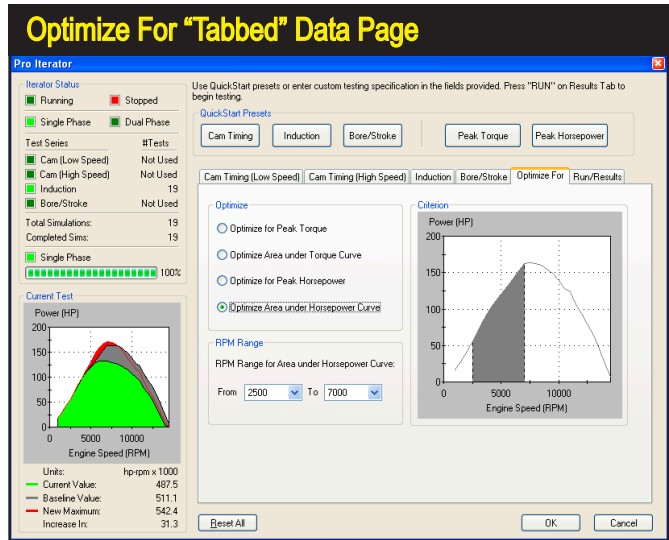 Optimize For “Tabbed” Data Page
Pro Iterator
Iterator Status
Running Stopped
Single Phase Dual Phase
Test Series #Tests
Cam (Low Speed) Not Used
Cam (High Speed) Not Used
Induction 19
Bore/Stroke Not Used
Total Simulations: 19
Completed Sims: 19
Single Phase
100%
Current Test
Power (HP)
200
150
100
50
0
0 5000 10000
Engine Speed (RPM)
Units: hp-rpm x 1000
Current Value: 487.5
Baseline Value: 511.1
New Maximum: 542.4
Increase In: 31.3
Use QuickStart presets or enter custom testing specification in the fields provided. Press "RUN" on Results Tab to
begin testing.
QuickStart Presets
Cam Timing Induction Bore/Stroke Peak Torque Peak Horsepower
Cam Timing (Low Speed) Cam Timing (High Speed) Induction Bore/Stroke Optimize For Run/Results
Optimize
Optimize for Peak Torque
Optimize Area under Torque Curve
Optimize for Peak Horsepower
Optimize Area under Horsepower Curve
RPM Range
RPM Range for Area under Horsepower Curve:
From 2500 To 7000
Criterion
Power (HP)
200
150
100
50
0
0 5000 10000
Engine Speed (RPM)
Reset All OK Cancel